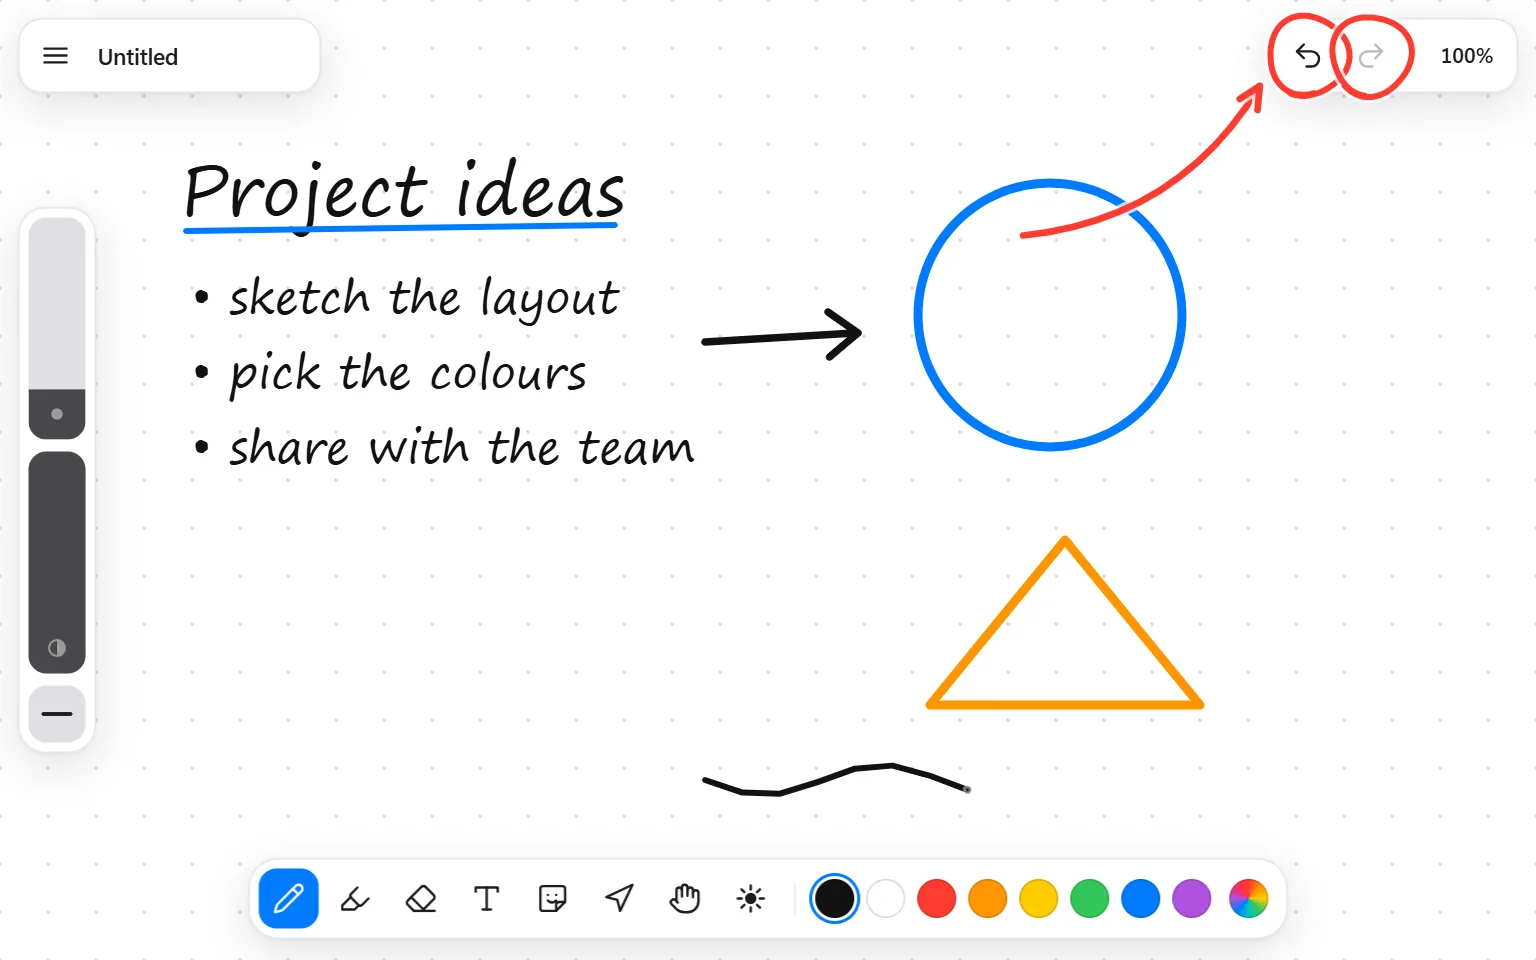 Untitled
100%
Project ideas
• sketch the layout
• pick the colours
• share with the team